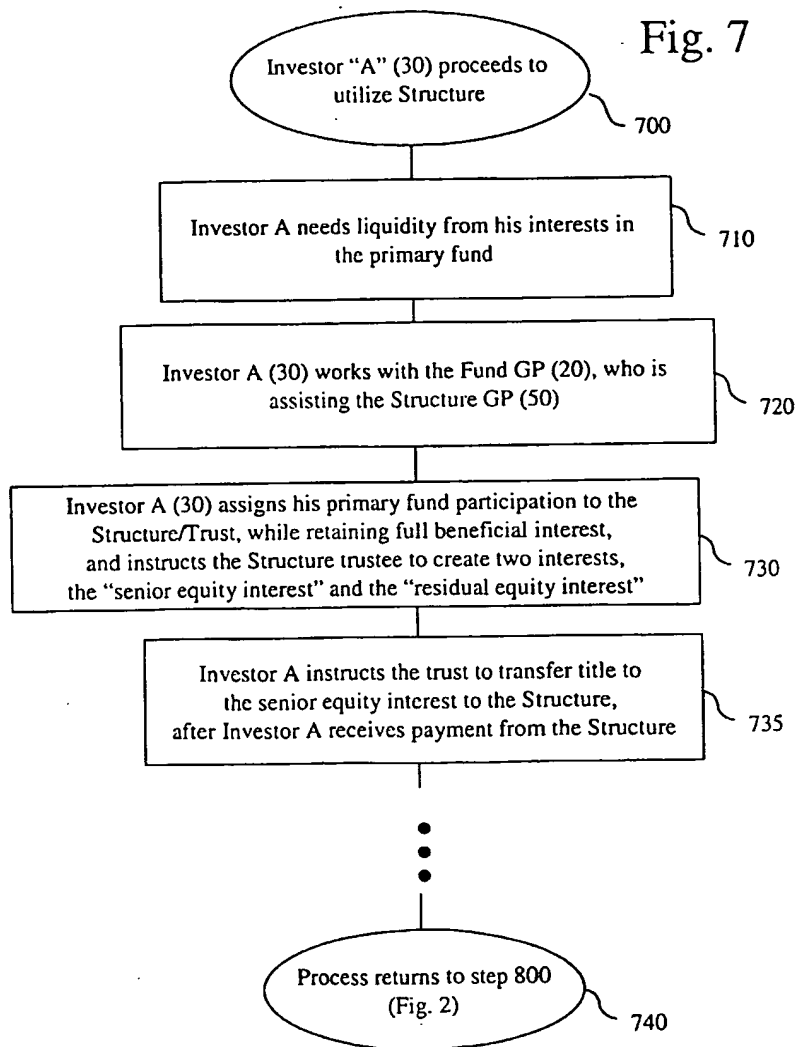 Fig. 7
Investor "A" (30) proceeds to
utilize Structure
700
Investor A needs liquidity from his interests in
the primary fund
710
Investor A (30) works with the Fund GP (20), who is
assisting the Structure GP (50)
720
Investor A (30) assigns his primary fund participation to the
Structure/Trust, while retaining full beneficial interest,
and instructs the Structure trustee to create two interests,
the "senior equity interest" and the "residual equity interest"
730
Investor A instructs the trust to transfer title to
the senior equity interest to the Structure,
after Investor A receives payment from the Structure
735
Process returns to step 800
(Fig. 2)
740